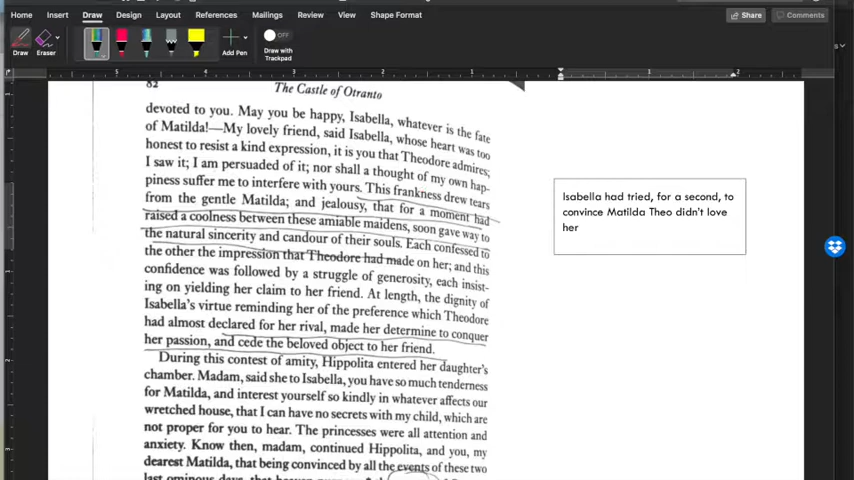 Home Insert Draw Design Layout References Mailings Review View Shape Format Share Comments
OFF
Draw Eraser Add Pen Draw with
Trackpad
5 4 3 2 1 1 2
82 The Castle of Otranto
devoted to you. May you be happy, Isabella, whatever is the fate
of Matilda!—My lovely friend, said Isabella, whose heart was too
honest to resist a kind expression, it is you that Theodore admires;
I saw it; I am persuaded of it; nor shall a thought of my own hap-
piness suffer me to interfere with yours. This frankness drew tears
from the gentle Matilda; and jealousy, that for a moment had
raised a coolness between these amiable maidens, soon gave way to
the natural sincerity and candour of their souls. Each confessed to
the other the impression that Theodore had made on her; and this
confidence was followed by a struggle of generosity, each insist-
ing on yielding her claim to her friend. At length, the dignity of
Isabella's virtue reminding her of the preference which Theodore
had almost declared for her rival, made her determine to conquer
her passion, and cede the beloved object to her friend.
During this contest of amity, Hippolita entered her daughter's
chamber. Madam, said she to Isabella, you have so much tenderness
for Matilda, and interest yourself so kindly in whatever affects our
wretched house, that I can have no secrets with my child, which are
not proper for you to hear. The princesses were all attention and
anxiety. Know then, madam, continued Hippolita, and you, my
dearest Matilda, that being convinced by all the events of these two
last ominous days, that heaven
Isabella had tried, for a second, to
convince Matilda Theo didn't love
her